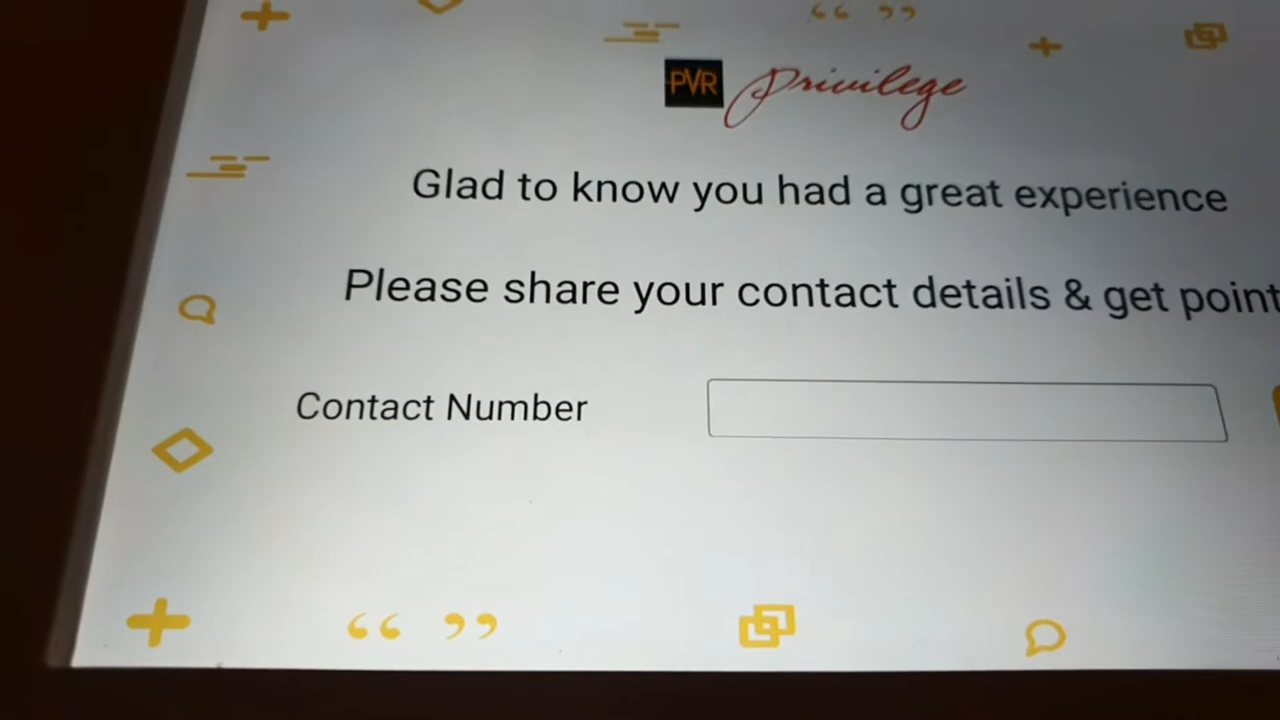 PVR Privilege
Glad to know you had a great experience
Please share your contact details & get point
Contact Number